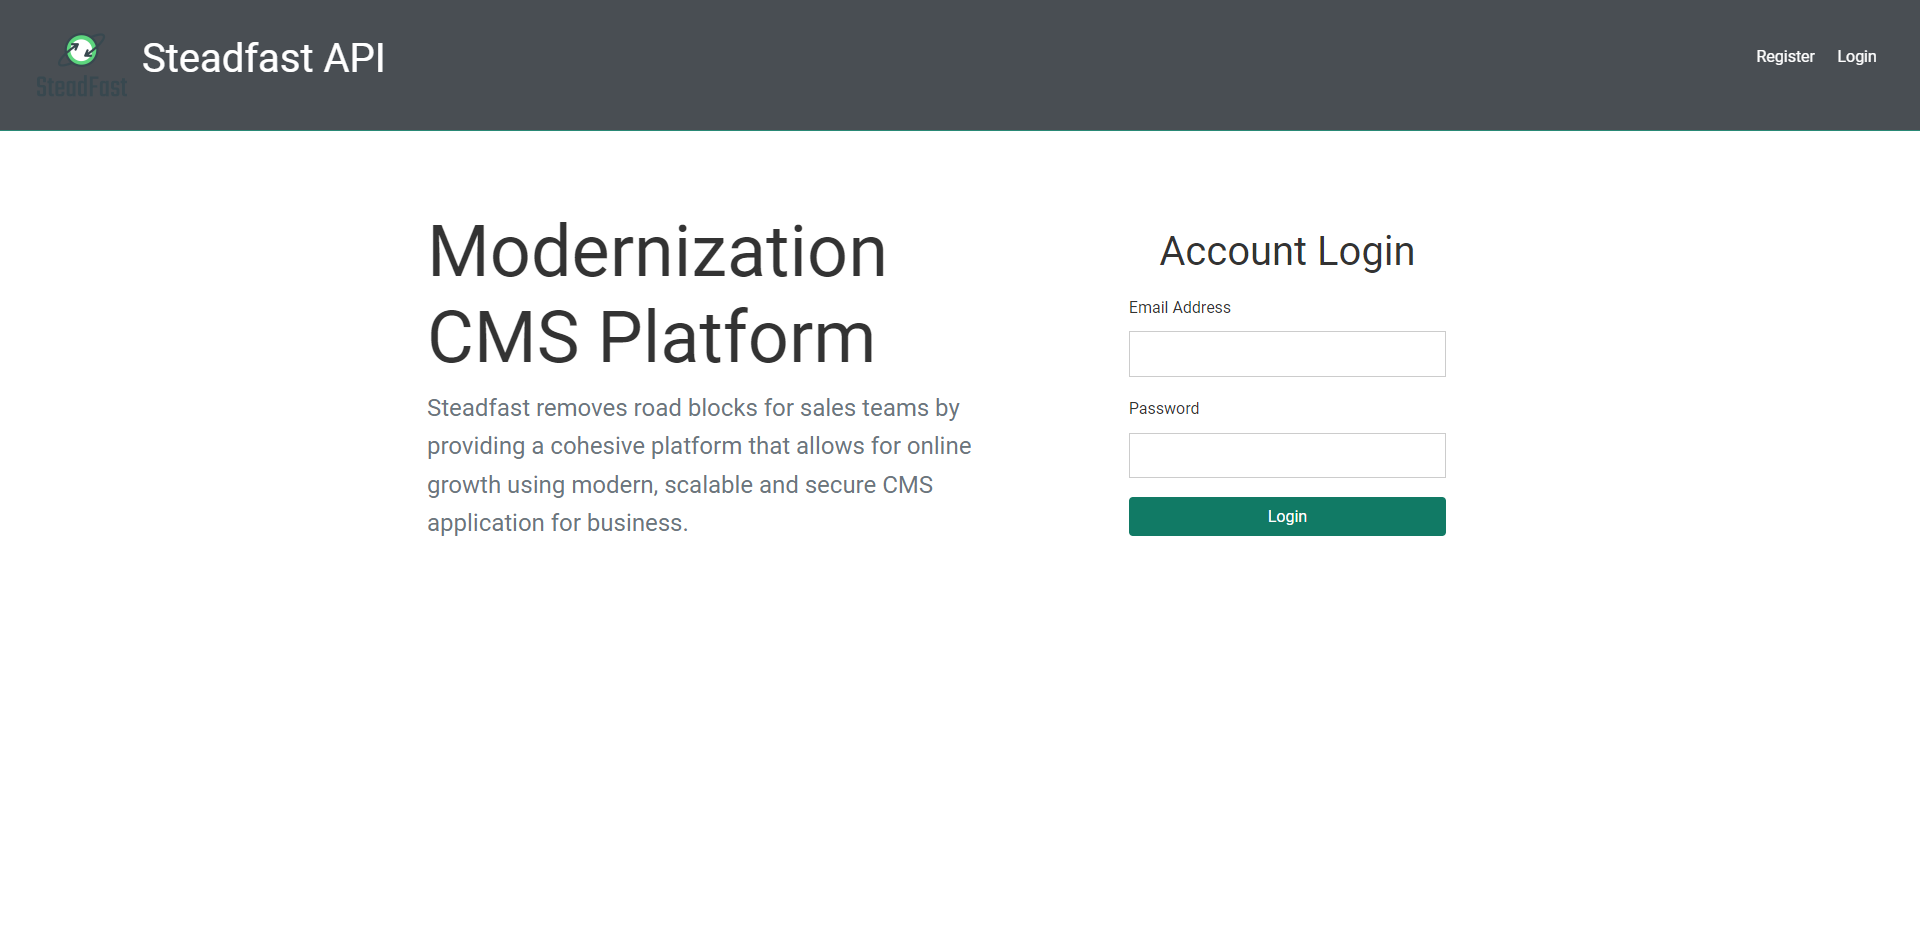 SteadFast
Steadfast API
Register
Login
Modernization
CMS Platform
Steadfast removes road blocks for sales teams by
providing a cohesive platform that allows for online
growth using modern, scalable and secure CMS
application for business.
Account Login
Email Address
Password
Login